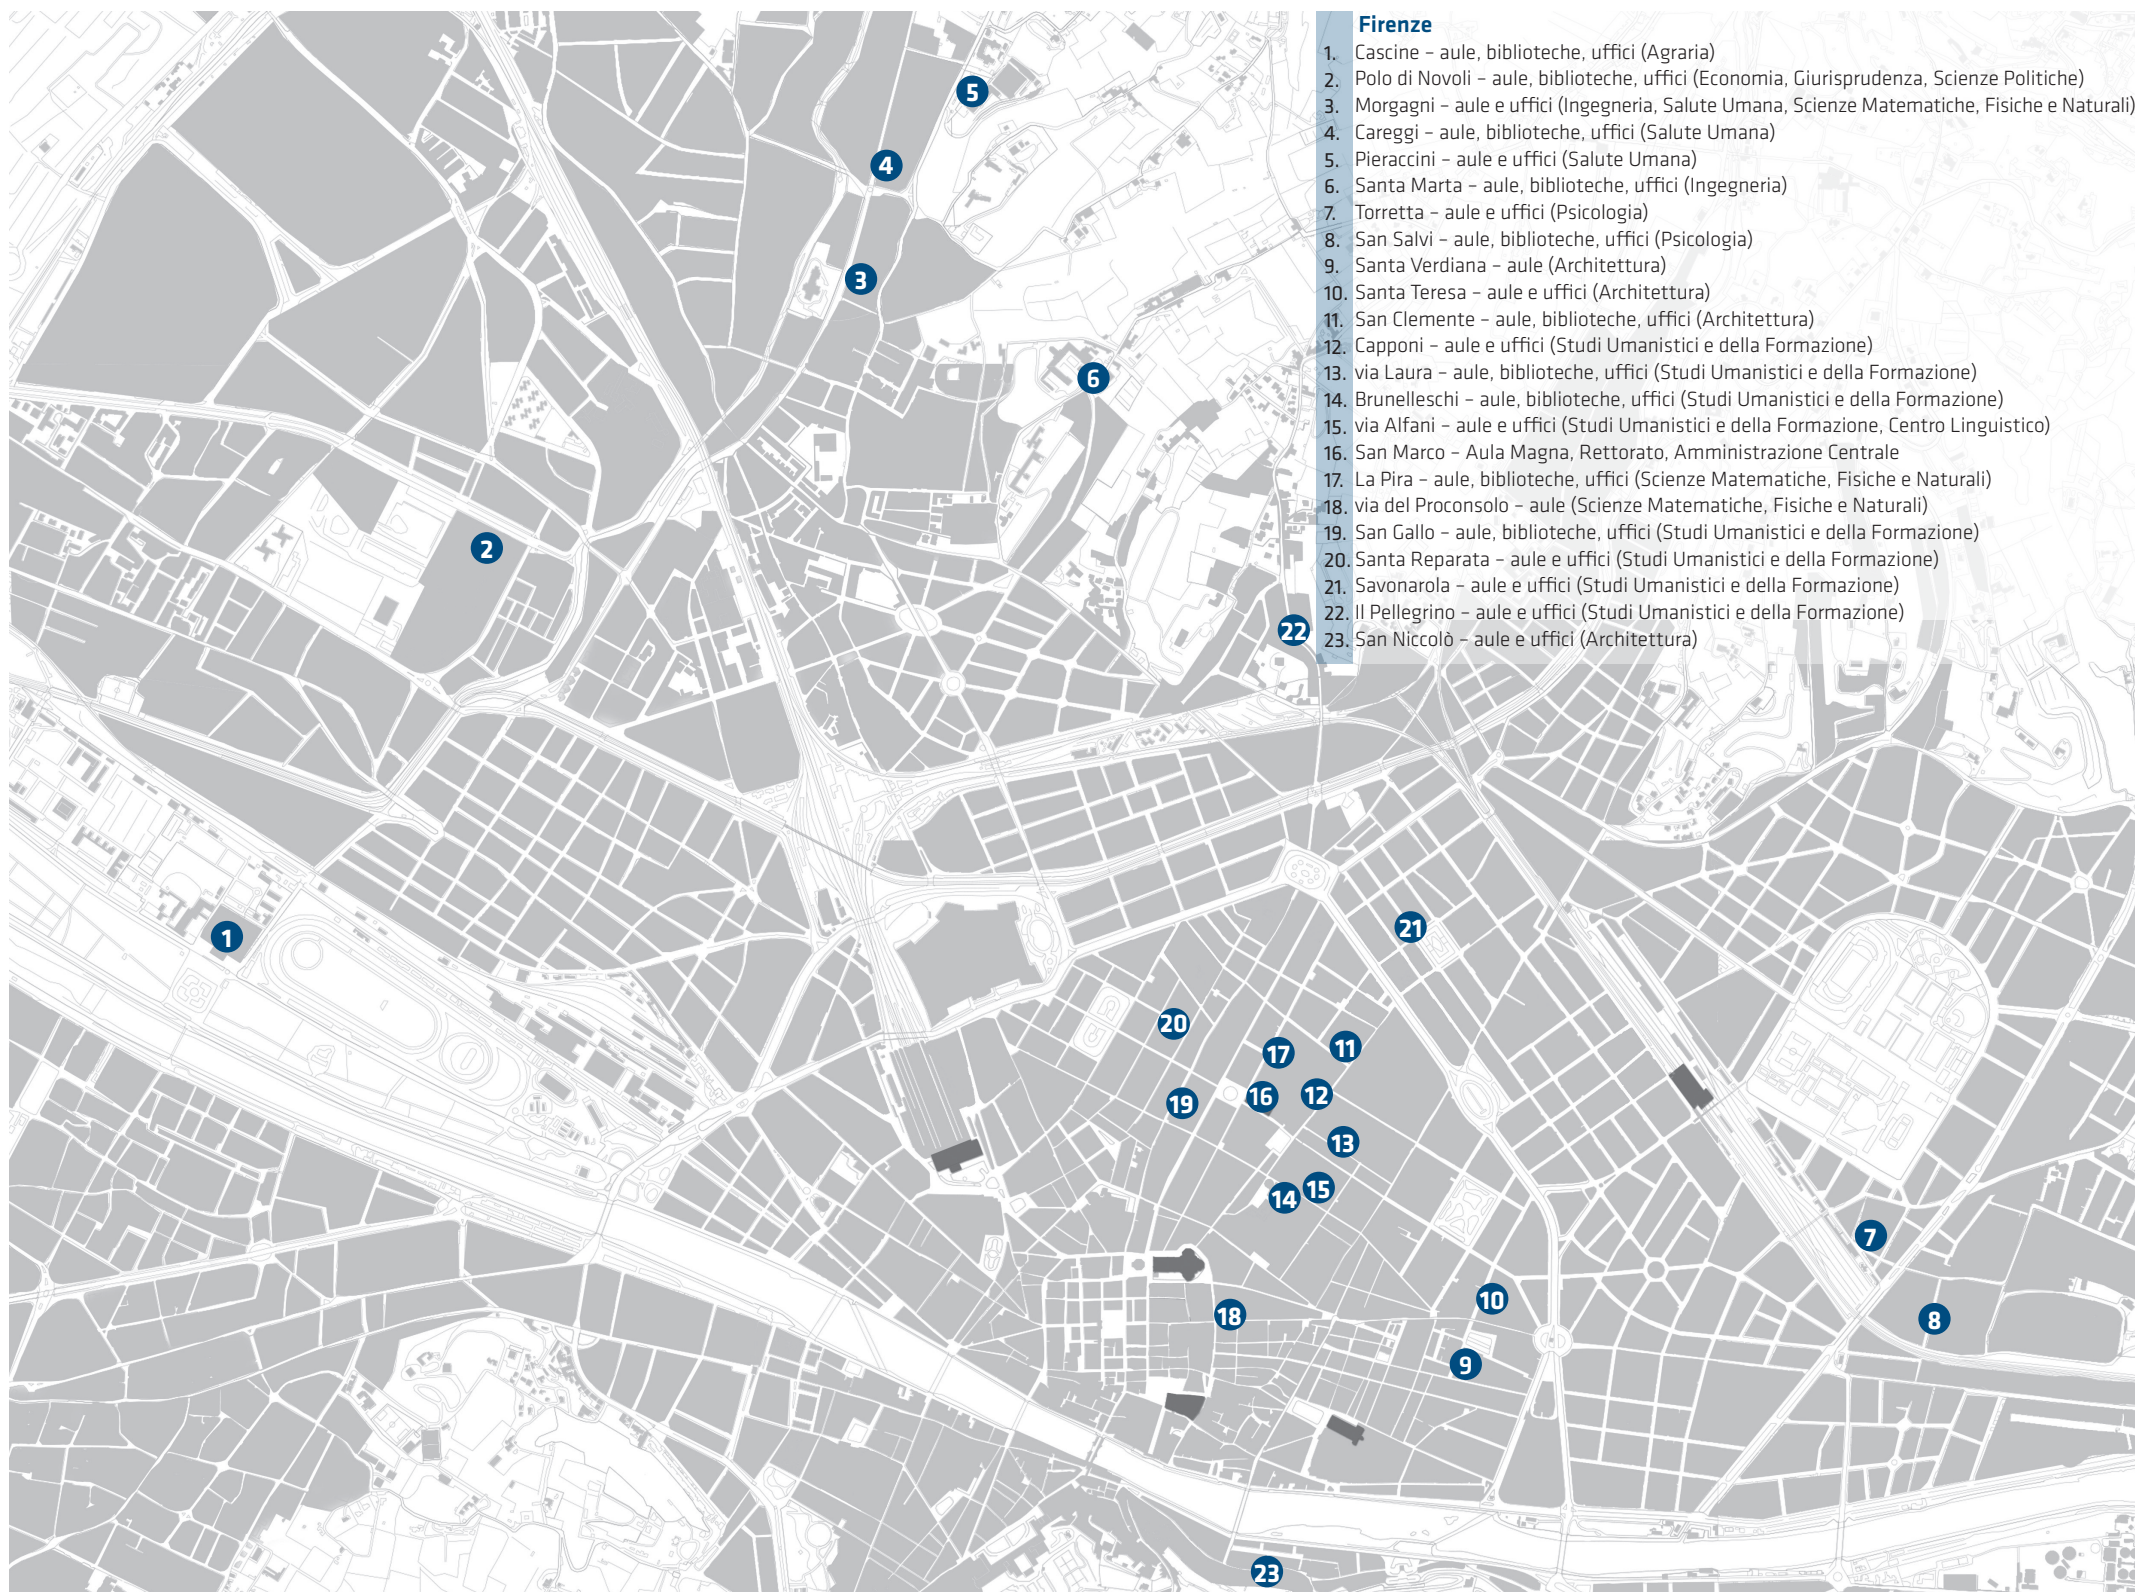 Firenze
1. Cascine – aule, biblioteche, uffici (Agraria)
2. Polo di Novoli – aule, biblioteche, uffici (Economia, Giurisprudenza, Scienze Politiche)
3. Morgagni – aule e uffici (Ingegneria, Salute Umana, Scienze Matematiche, Fisiche e Naturali)
4. Careggi – aule, biblioteche, uffici (Salute Umana)
5. Pieraccini – aule e uffici (Salute Umana)
6. Santa Marta – aule, biblioteche, uffici (Ingegneria)
7. Torretta – aule e uffici (Psicologia)
8. San Salvi – aule, biblioteche, uffici (Psicologia)
9. Santa Verdiana – aule (Architettura)
10. Santa Teresa – aule e uffici (Architettura)
11. San Clemente – aule, biblioteche, uffici (Architettura)
12. Capponi – aule e uffici (Studi Umanistici e della Formazione)
13. via Laura – aule, biblioteche, uffici (Studi Umanistici e della Formazione)
14. Brunelleschi – aule, biblioteche, uffici (Studi Umanistici e della Formazione)
15. via Alfani – aule e uffici (Studi Umanistici e della Formazione, Centro Linguistico)
16. San Marco – Aula Magna, Rettorato, Amministrazione Centrale
17. La Pira – aule, biblioteche, uffici (Scienze Matematiche, Fisiche e Naturali)
18. via del Proconsolo – aule (Scienze Matematiche, Fisiche e Naturali)
19. San Gallo – aule, biblioteche, uffici (Studi Umanistici e della Formazione)
20. Santa Reparata – aule e uffici (Studi Umanistici e della Formazione)
21. Savonarola – aule e uffici (Studi Umanistici e della Formazione)
22. Il Pellegrino – aule e uffici (Studi Umanistici e della Formazione)
23. San Niccolò – aule e uffici (Architettura)
5
4
3
6
2
22
21
1
20
11
17
12
16
19
13
15
14
7
10
18
8
9
23